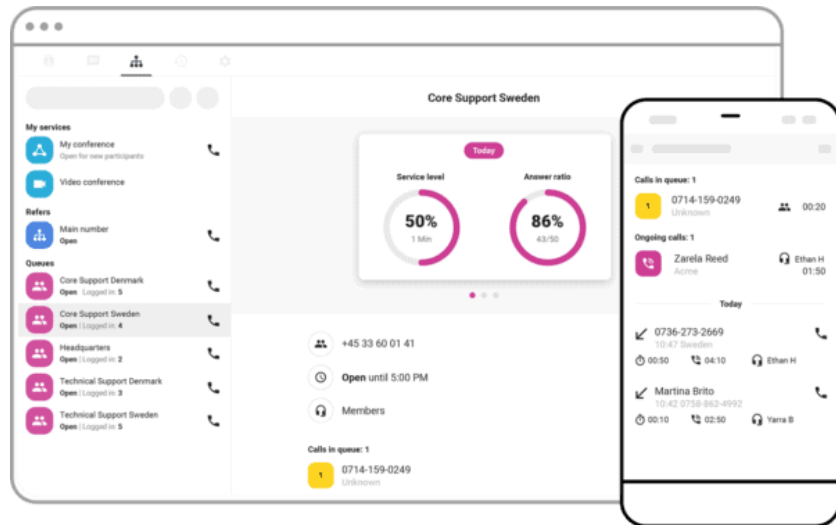 My services
My conference
Open for new participants
Video conference
Refers
Main number
Open
Queues
Core Support Denmark
Open | Logged in: 5
Core Support Sweden
Open | Logged in: 4
Headquarters
Open | Logged in: 2
Technical Support Denmark
Open | Logged in: 3
Technical Support Sweden
Open | Logged in: 5
Core Support Sweden
Today
Service level
50%
1 Min
Answer ratio
86%
43/50
+45 33 60 01 41
Open until 5:00 PM
Members
Calls in queue: 1
1
0714-159-0249
Unknown
Calls in queue: 1
1
0714-159-0249
00:20
Unknown
Ongoing calls: 1
Zarela Reed
Ethan H
Acme
01:50
Today
0736-273-2669
10:47 Sweden
00:50 04:10 Ethan H
Martina Brito
10:42 0758-862-4992
00:10 02:50 Yarra B